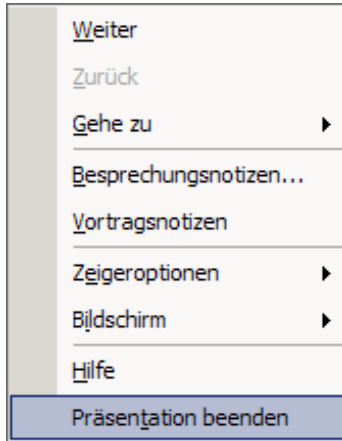 Weiter
Zurück
Gehe zu
Besprechungsnotizen...
Vortragsnotizen
Zeigeroptionen
Bildschirm
Hilfe
Präsentation beenden